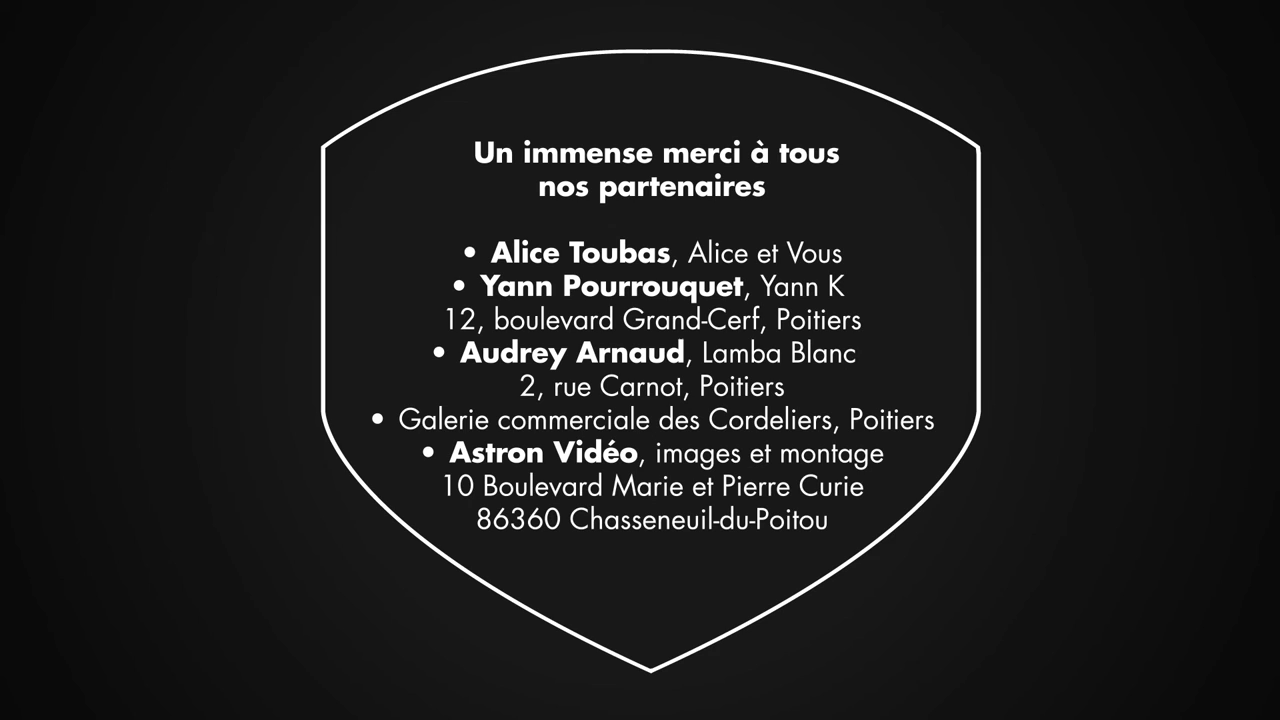 Un immense merci à tous
nos partenaires
• Alice Toubas, Alice et Vous
• Yann Pourrouquet, Yann K
12, boulevard Grand-Cerf, Poitiers
• Audrey Arnaud, Lamba Blanc
2, rue Carnot, Poitiers
• Galerie commerciale des Cordeliers, Poitiers
• Astron Vidéo, images et montage
10 Boulevard Marie et Pierre Curie
86360 Chasseneuil-du-Poitou